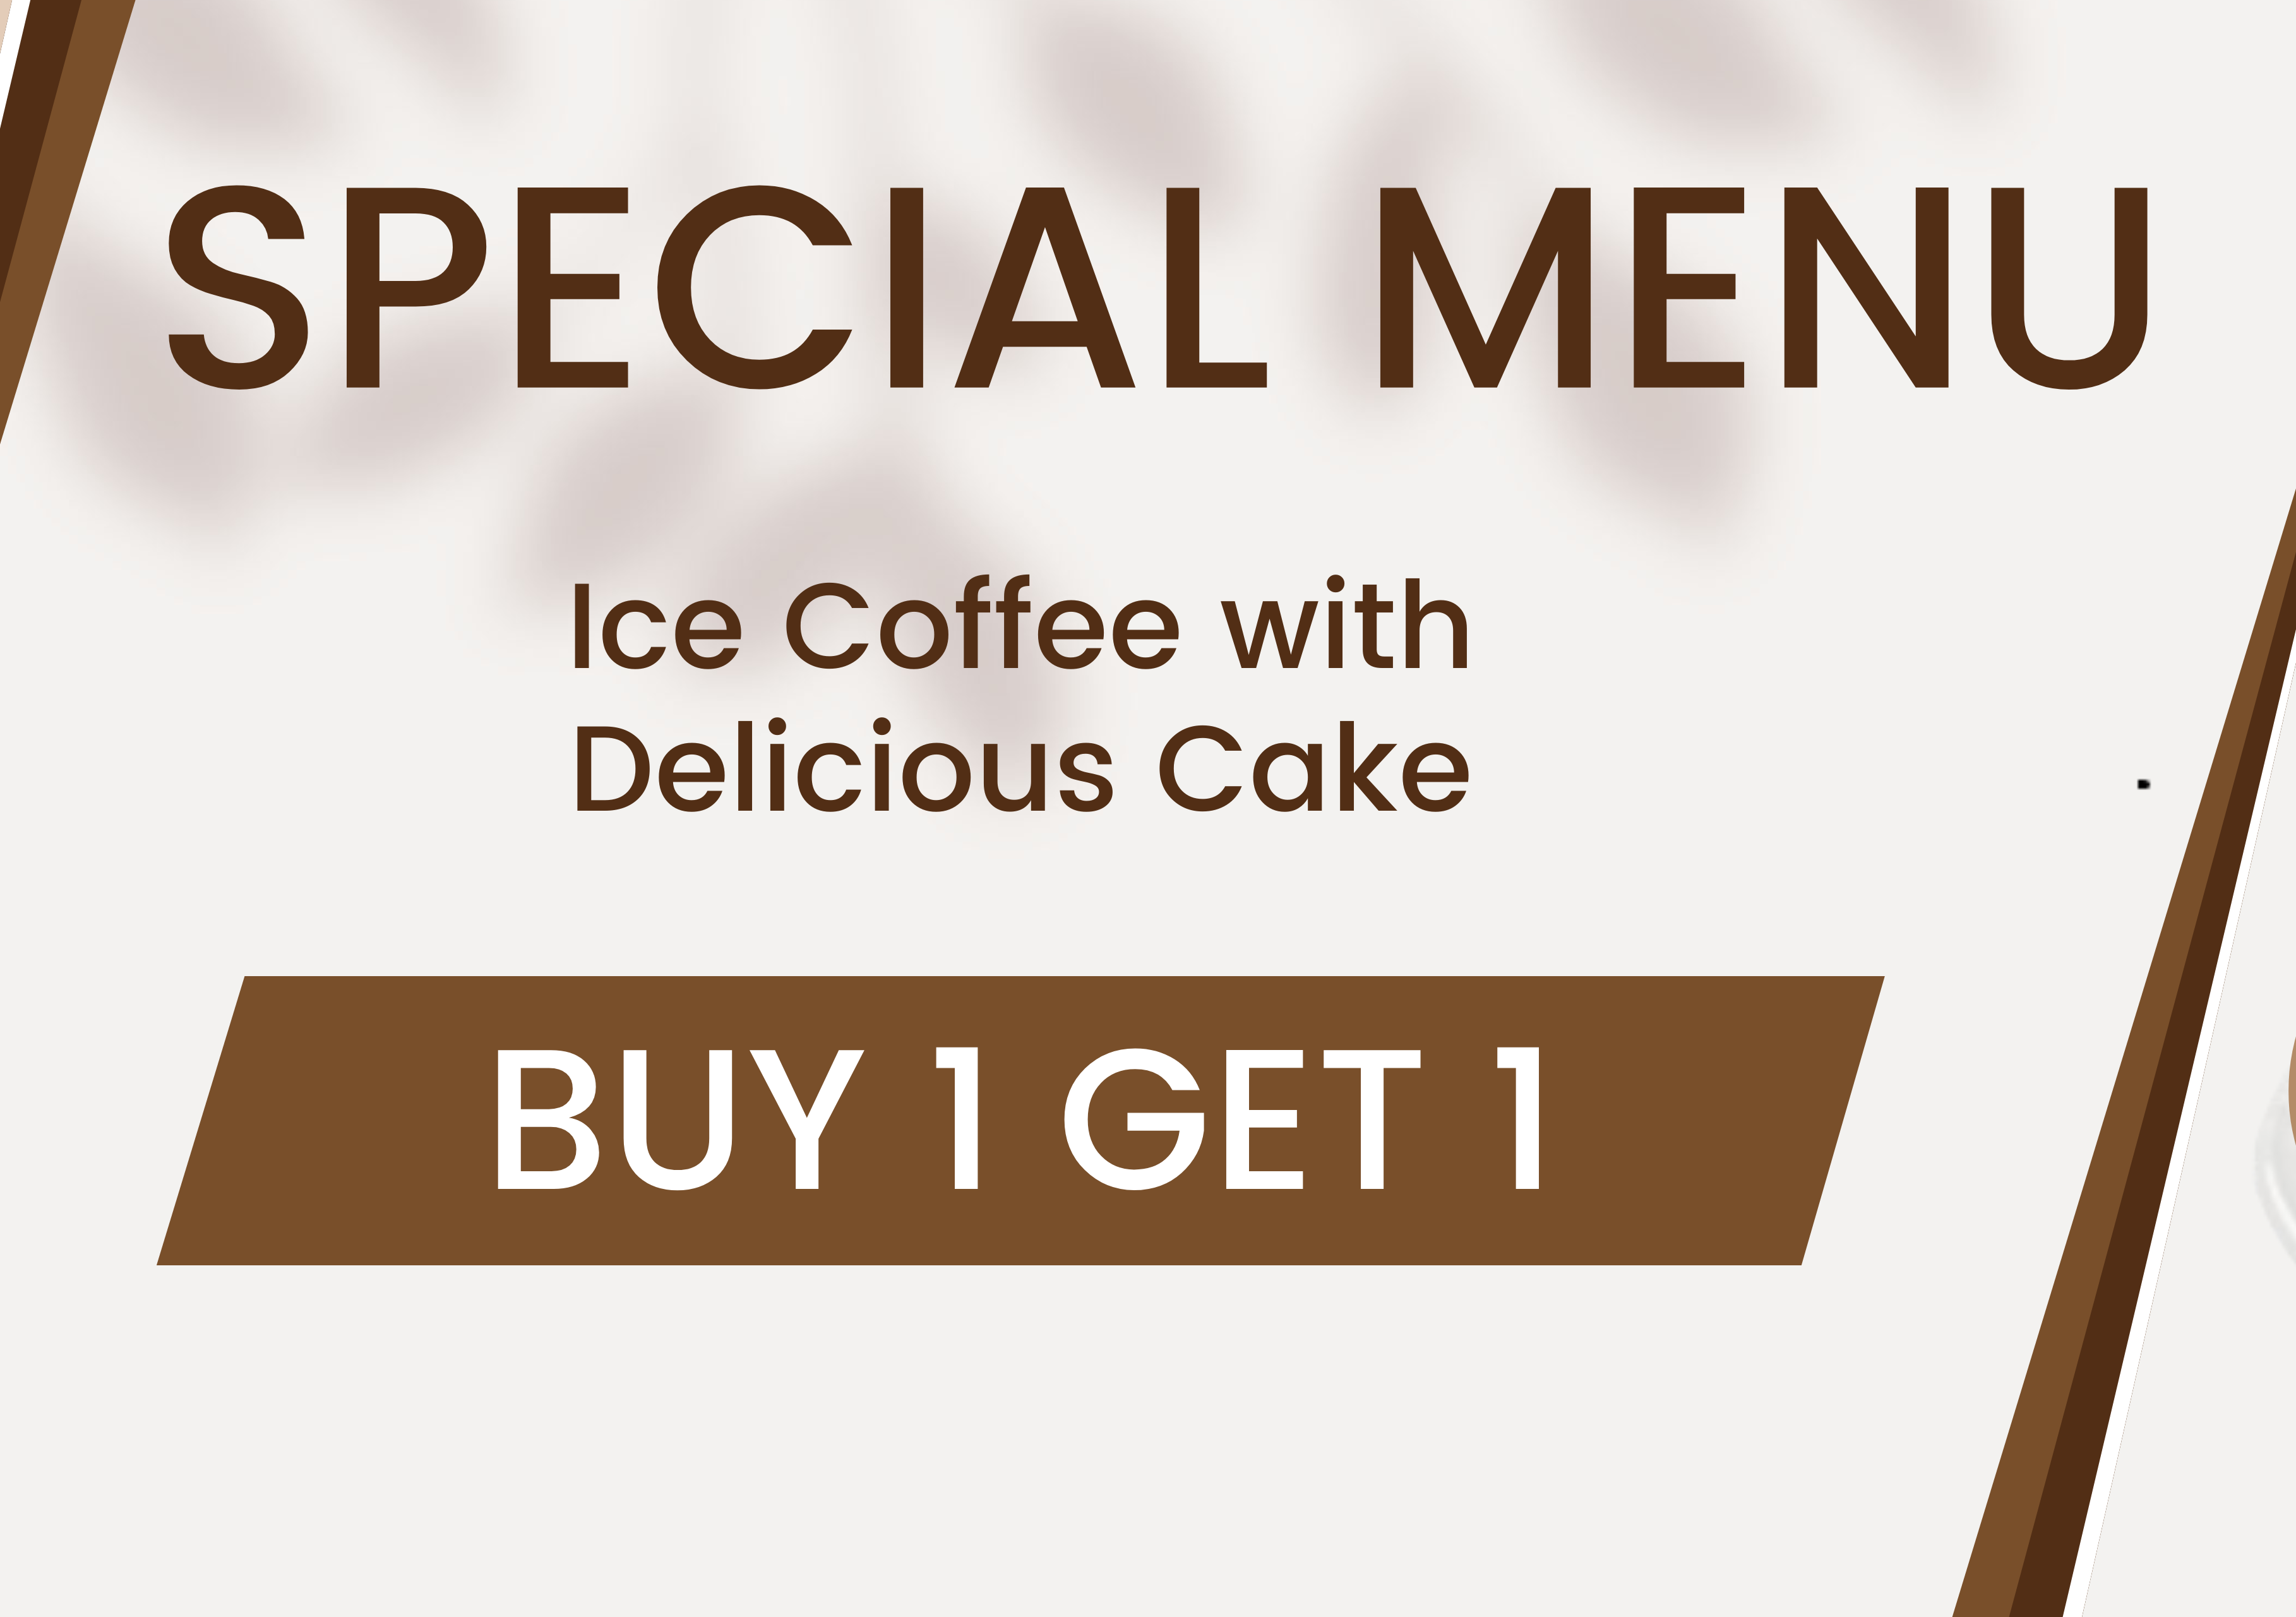 SPECIAL MENU
Ice Coffee with
Delicious Cake
BUY 1 GET 1